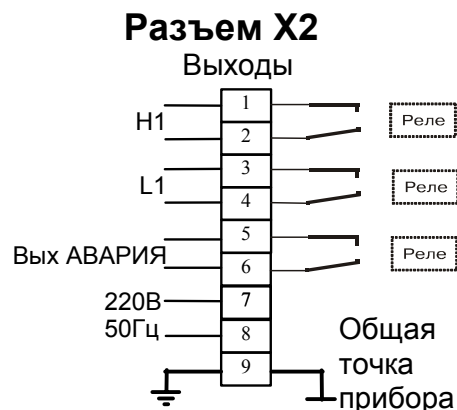 Разъем X2
Выходы
H1
1
Реле
2
L1
3
Реле
4
Вых АВАРИЯ
5
Реле
6
220В
7
50Гц
8
9
Общая
точка
прибора